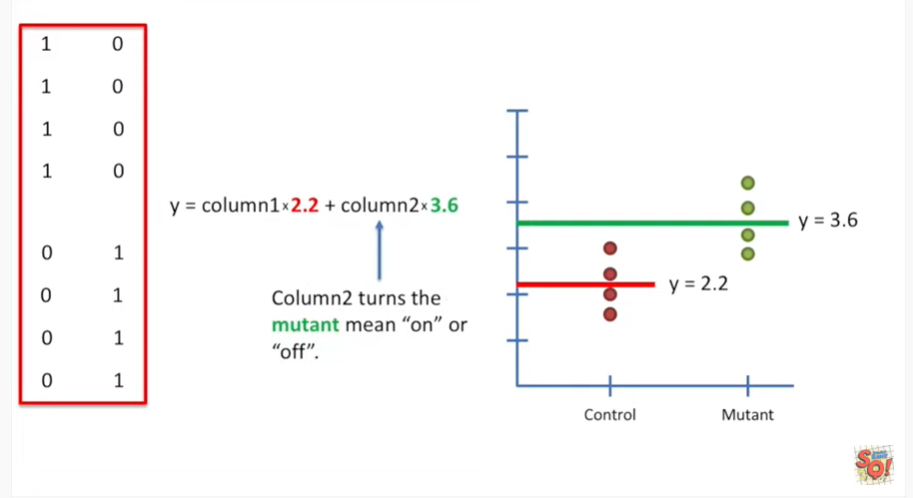 1 0
1 0
1 0
1 0
0 1
0 1
0 1
0 1
y = column1×2.2 + column2×3.6
Column2 turns the
mutant mean “on” or
“off”.
y = 3.6
y = 2.2
Control
Mutant
SO!